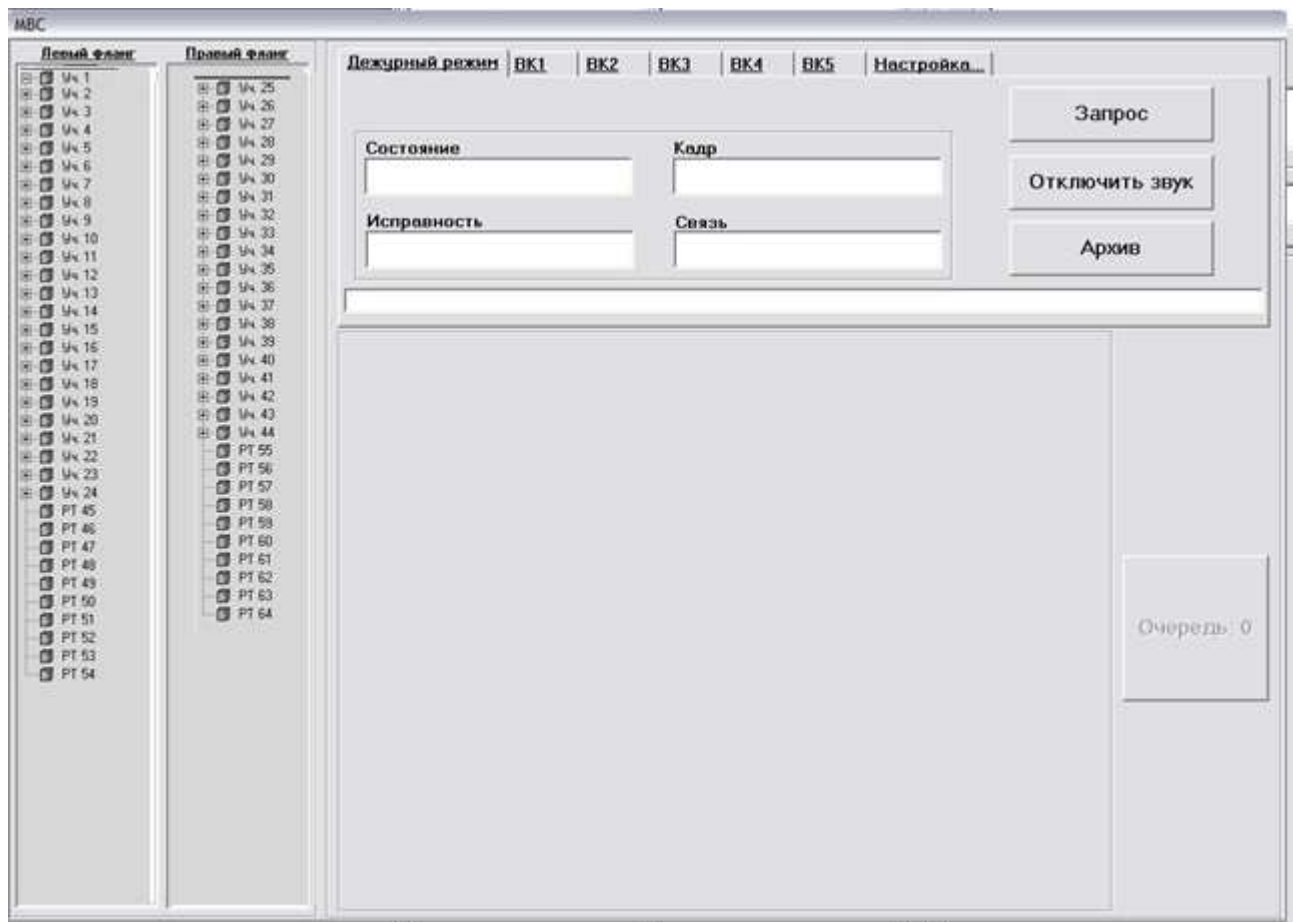 МВС
Левый фланг
Уч. 1
Уч. 2
Уч. 3
Уч. 4
Уч. 5
Уч. 6
Уч. 7
Уч. 8
Уч. 9
Уч. 10
Уч. 11
Уч. 12
Уч. 13
Уч. 14
Уч. 15
Уч. 16
Уч. 17
Уч. 18
Уч. 19
Уч. 20
Уч. 21
Уч. 22
Уч. 23
Уч. 24
РТ 45
РТ 46
РТ 47
РТ 48
РТ 49
РТ 50
РТ 51
РТ 52
РТ 53
РТ 54
Правый фланг
Уч. 25
Уч. 26
Уч. 27
Уч. 28
Уч. 29
Уч. 30
Уч. 31
Уч. 32
Уч. 33
Уч. 34
Уч. 35
Уч. 36
Уч. 37
Уч. 38
Уч. 39
Уч. 40
Уч. 41
Уч. 42
Уч. 43
Уч. 44
РТ 55
РТ 56
РТ 57
РТ 58
РТ 59
РТ 60
РТ 61
РТ 62
РТ 63
РТ 64
Дежурный режим ВК1 ВК2 ВК3 ВК4 ВК5 Настройка...
Состояние Кадр
Исправность Связь
Запрос
Отключить звук
Архив
Очередь: 0